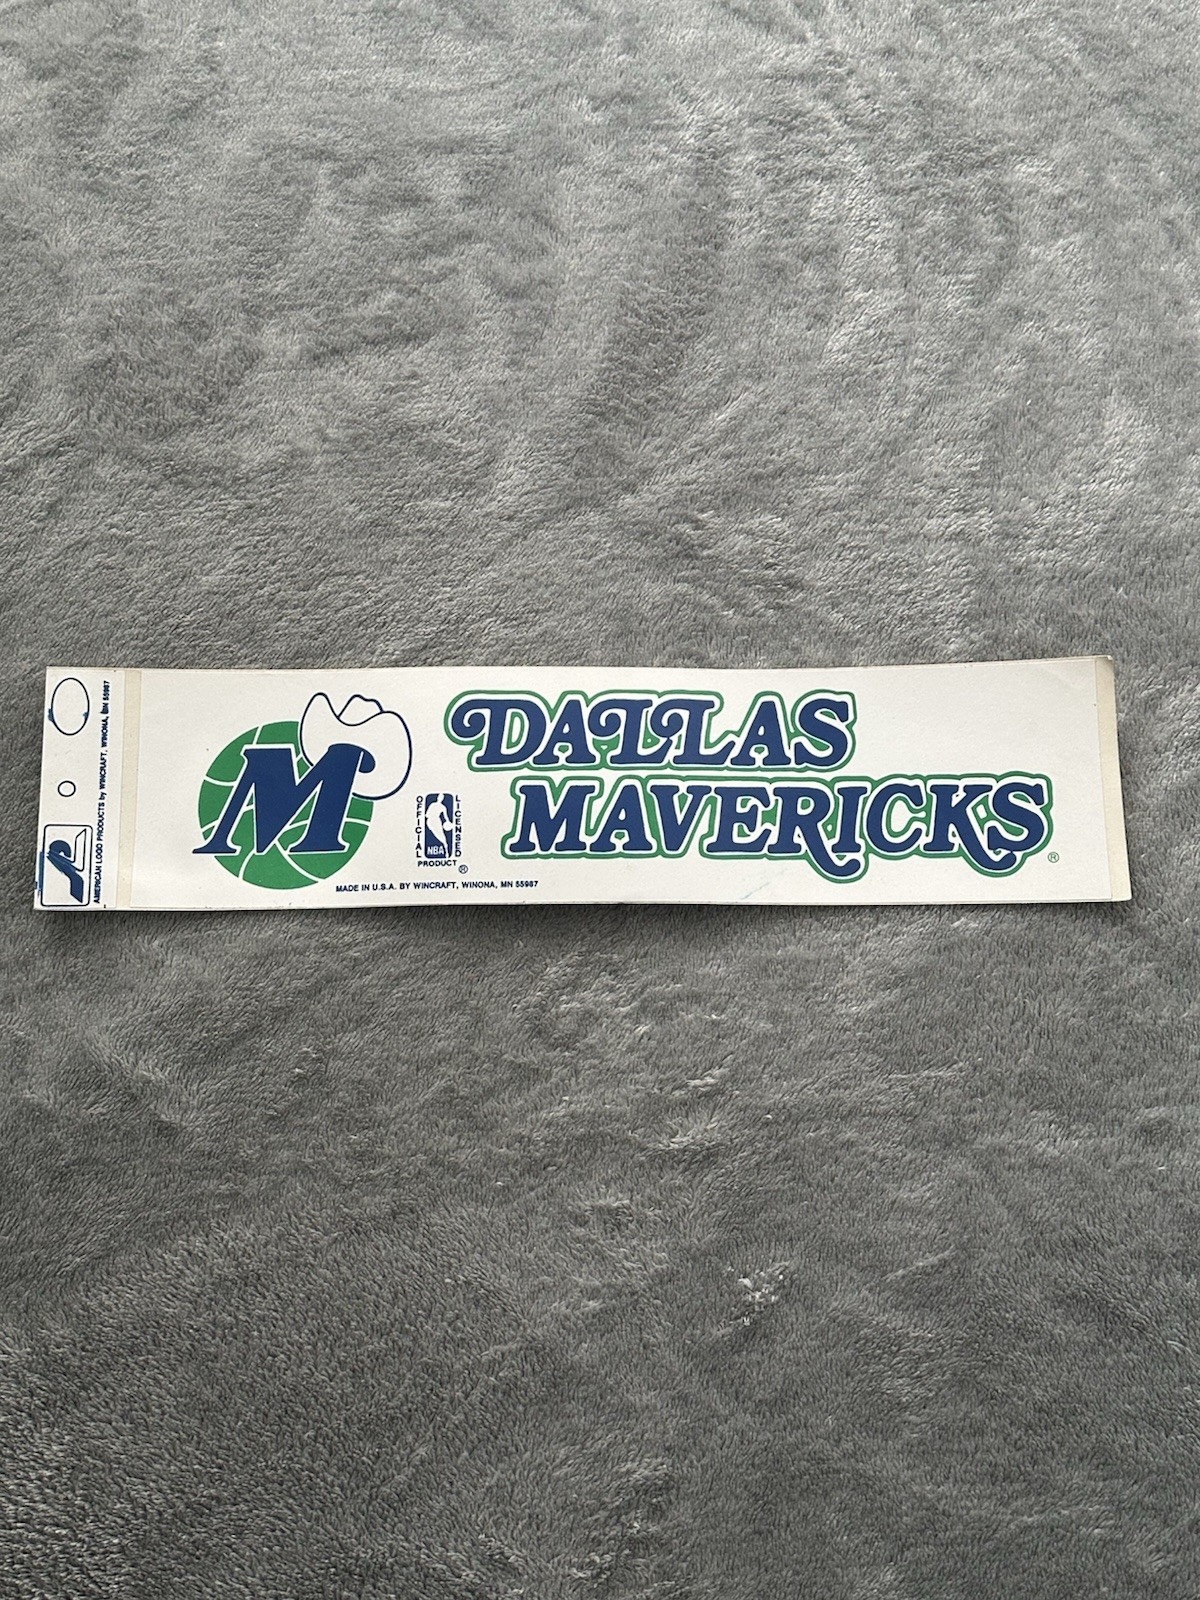 AMERICAN LOGO PRODUCTS by WINCRAFT, WINONA, MN 55987
M
DALLAS
MAVERICKS
®
OFFICIAL
LICENSED
NBA
PRODUCT ®
MADE IN U.S.A. BY WINCRAFT, WINONA, MN 55987